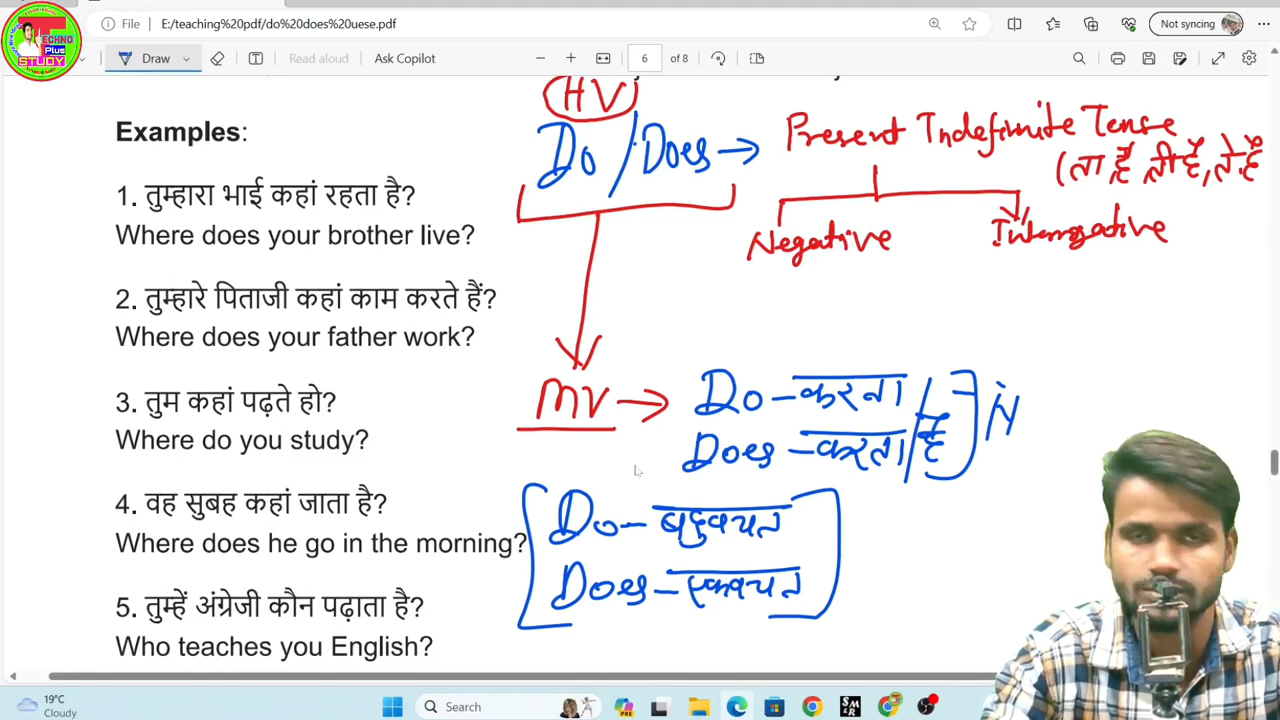 TECHNO
Plus
STUDY
File
E:/teaching%20pdf/do%20does%20uese.pdf
Not syncing
Draw
Read aloud
Ask Copilot
6
of 8
HV
Examples:
Do / Does → Present Indefinite Tense
(ता है, ती है, ते हैं
Negative
Interrogative
1. तुम्हारा भाई कहां रहता है?
Where does your brother live?
2. तुम्हारे पिताजी कहां काम करते हैं?
Where does your father work?
3. तुम कहां पढ़ते हो?
Where do you study?
4. वह सुबह कहां जाता है?
Where does he go in the morning?
5. तुम्हें अंग्रेजी कौन पढ़ाता है?
Who teaches you English?
MV → Do – करना
Does – करता / है
Do – बहुवचन
Does – एकवचन
19°C
Cloudy
Search